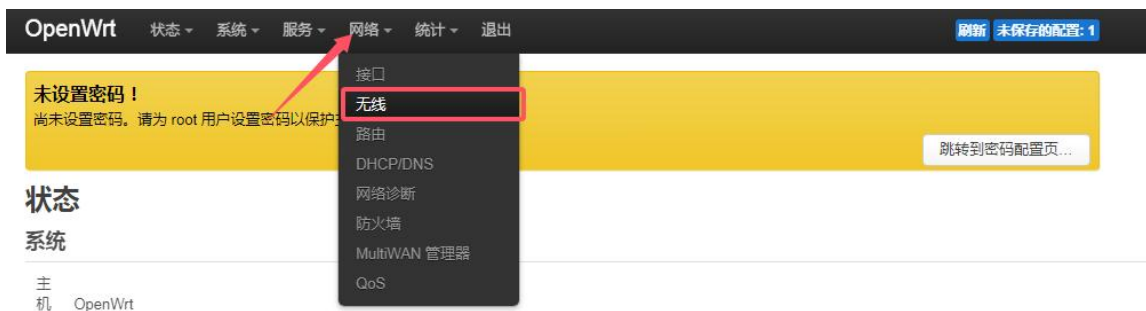 OpenWrt 状态 系统 服务 网络 统计 退出 刷新 未保存的配置: 1
接口
无线
路由
DHCP/DNS
网络诊断
防火墙
MultiWAN 管理器
QoS
未设置密码！
尚未设置密码。请为 root 用户设置密码以保护
跳转到密码配置页...
状态
系统
主机 OpenWrt